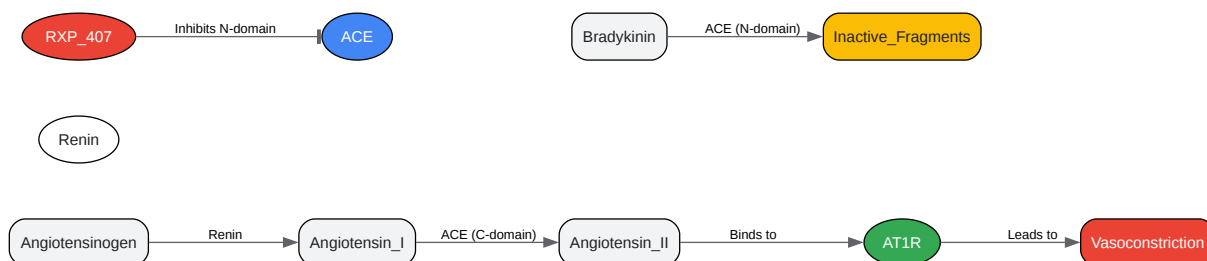 RXP_407
Inhibits N-domain
ACE
Bradykinin
ACE (N-domain)
Inactive_Fragments
Renin
Angiotensinogen
Renin
Angiotensin_I
ACE (C-domain)
Angiotensin_II
Binds to
AT1R
Leads to
Vasoconstriction